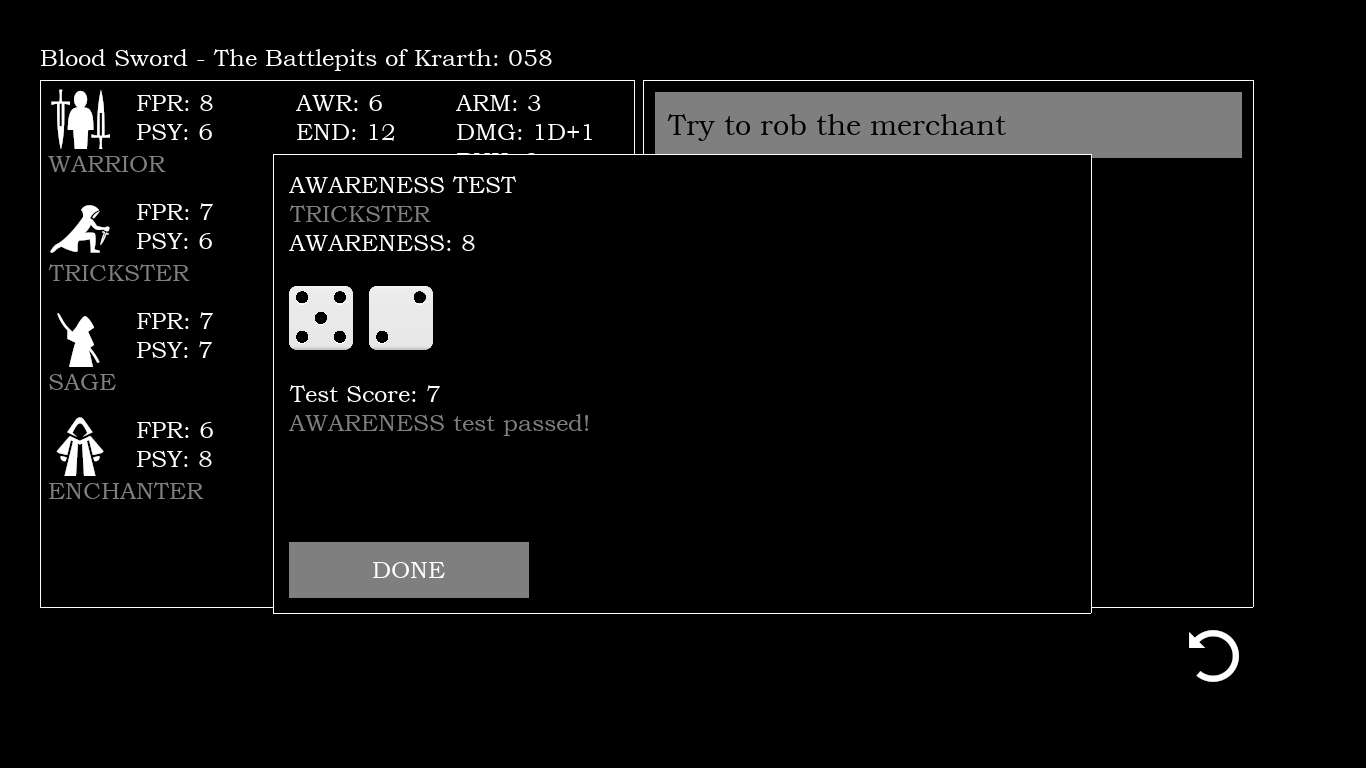 Blood Sword - The Battlepits of Krarth: 058
FPR: 8 AWR: 6 ARM: 3
PSY: 6 END: 12 DMG: 1D+1
WARRIOR
FPR: 7
PSY: 6
TRICKSTER
FPR: 7
PSY: 7
SAGE
FPR: 6
PSY: 8
ENCHANTER
Try to rob the merchant
AWARENESS TEST
TRICKSTER
AWARENESS: 8
Test Score: 7
AWARENESS test passed!
DONE